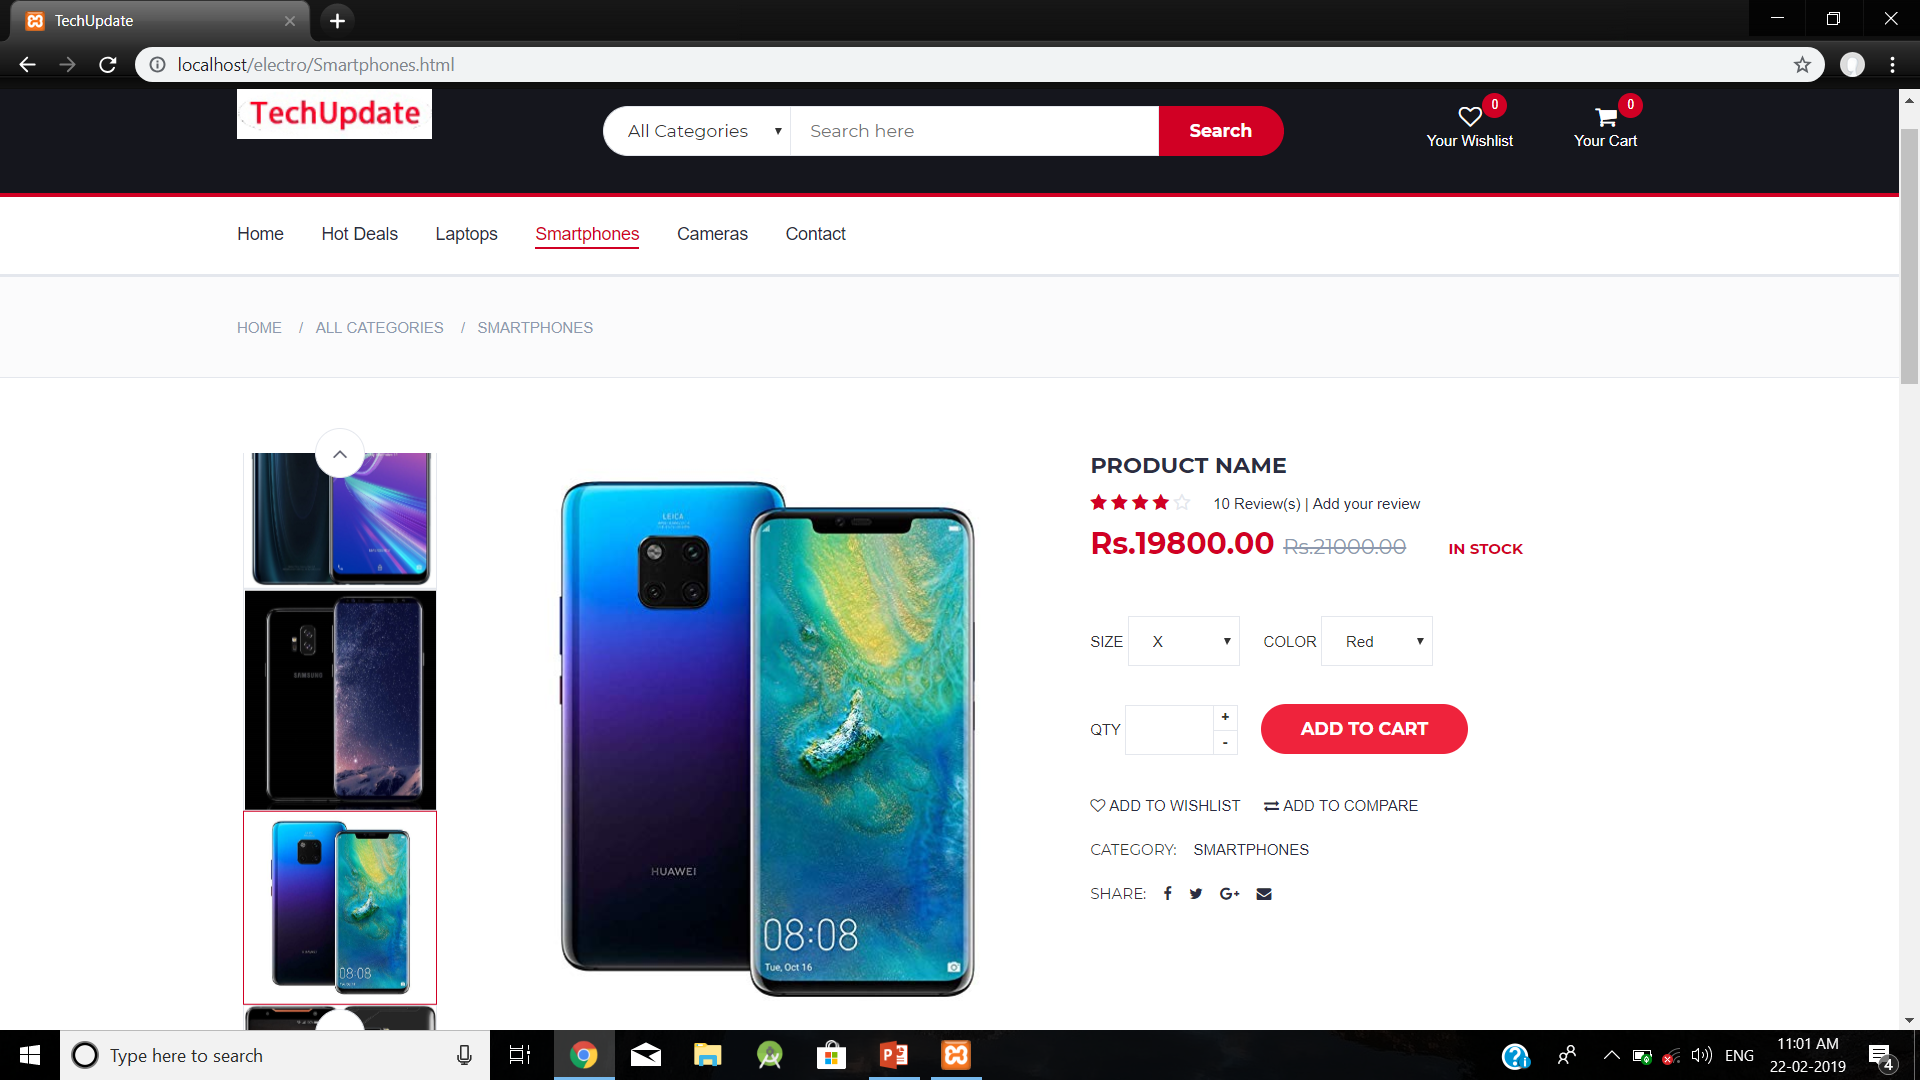 TechUpdate
localhost/electro/Smartphones.html
TechUpdate
All Categories
Search here
Search
0
Your Wishlist
0
Your Cart
Home Hot Deals Laptops Smartphones Cameras Contact
HOME / ALL CATEGORIES / SMARTPHONES
SAMSUNG
08:08
LEICA
HUAWEI
08:08
Tue, Oct 16
PRODUCT NAME
10 Review(s) | Add your review
Rs.19800.00 Rs.21000.00 IN STOCK
SIZE X COLOR Red
QTY + - ADD TO CART
ADD TO WISHLIST ADD TO COMPARE
CATEGORY: SMARTPHONES
SHARE: f G+
Type here to search
ENG
11:01 AM
22-02-2019
4